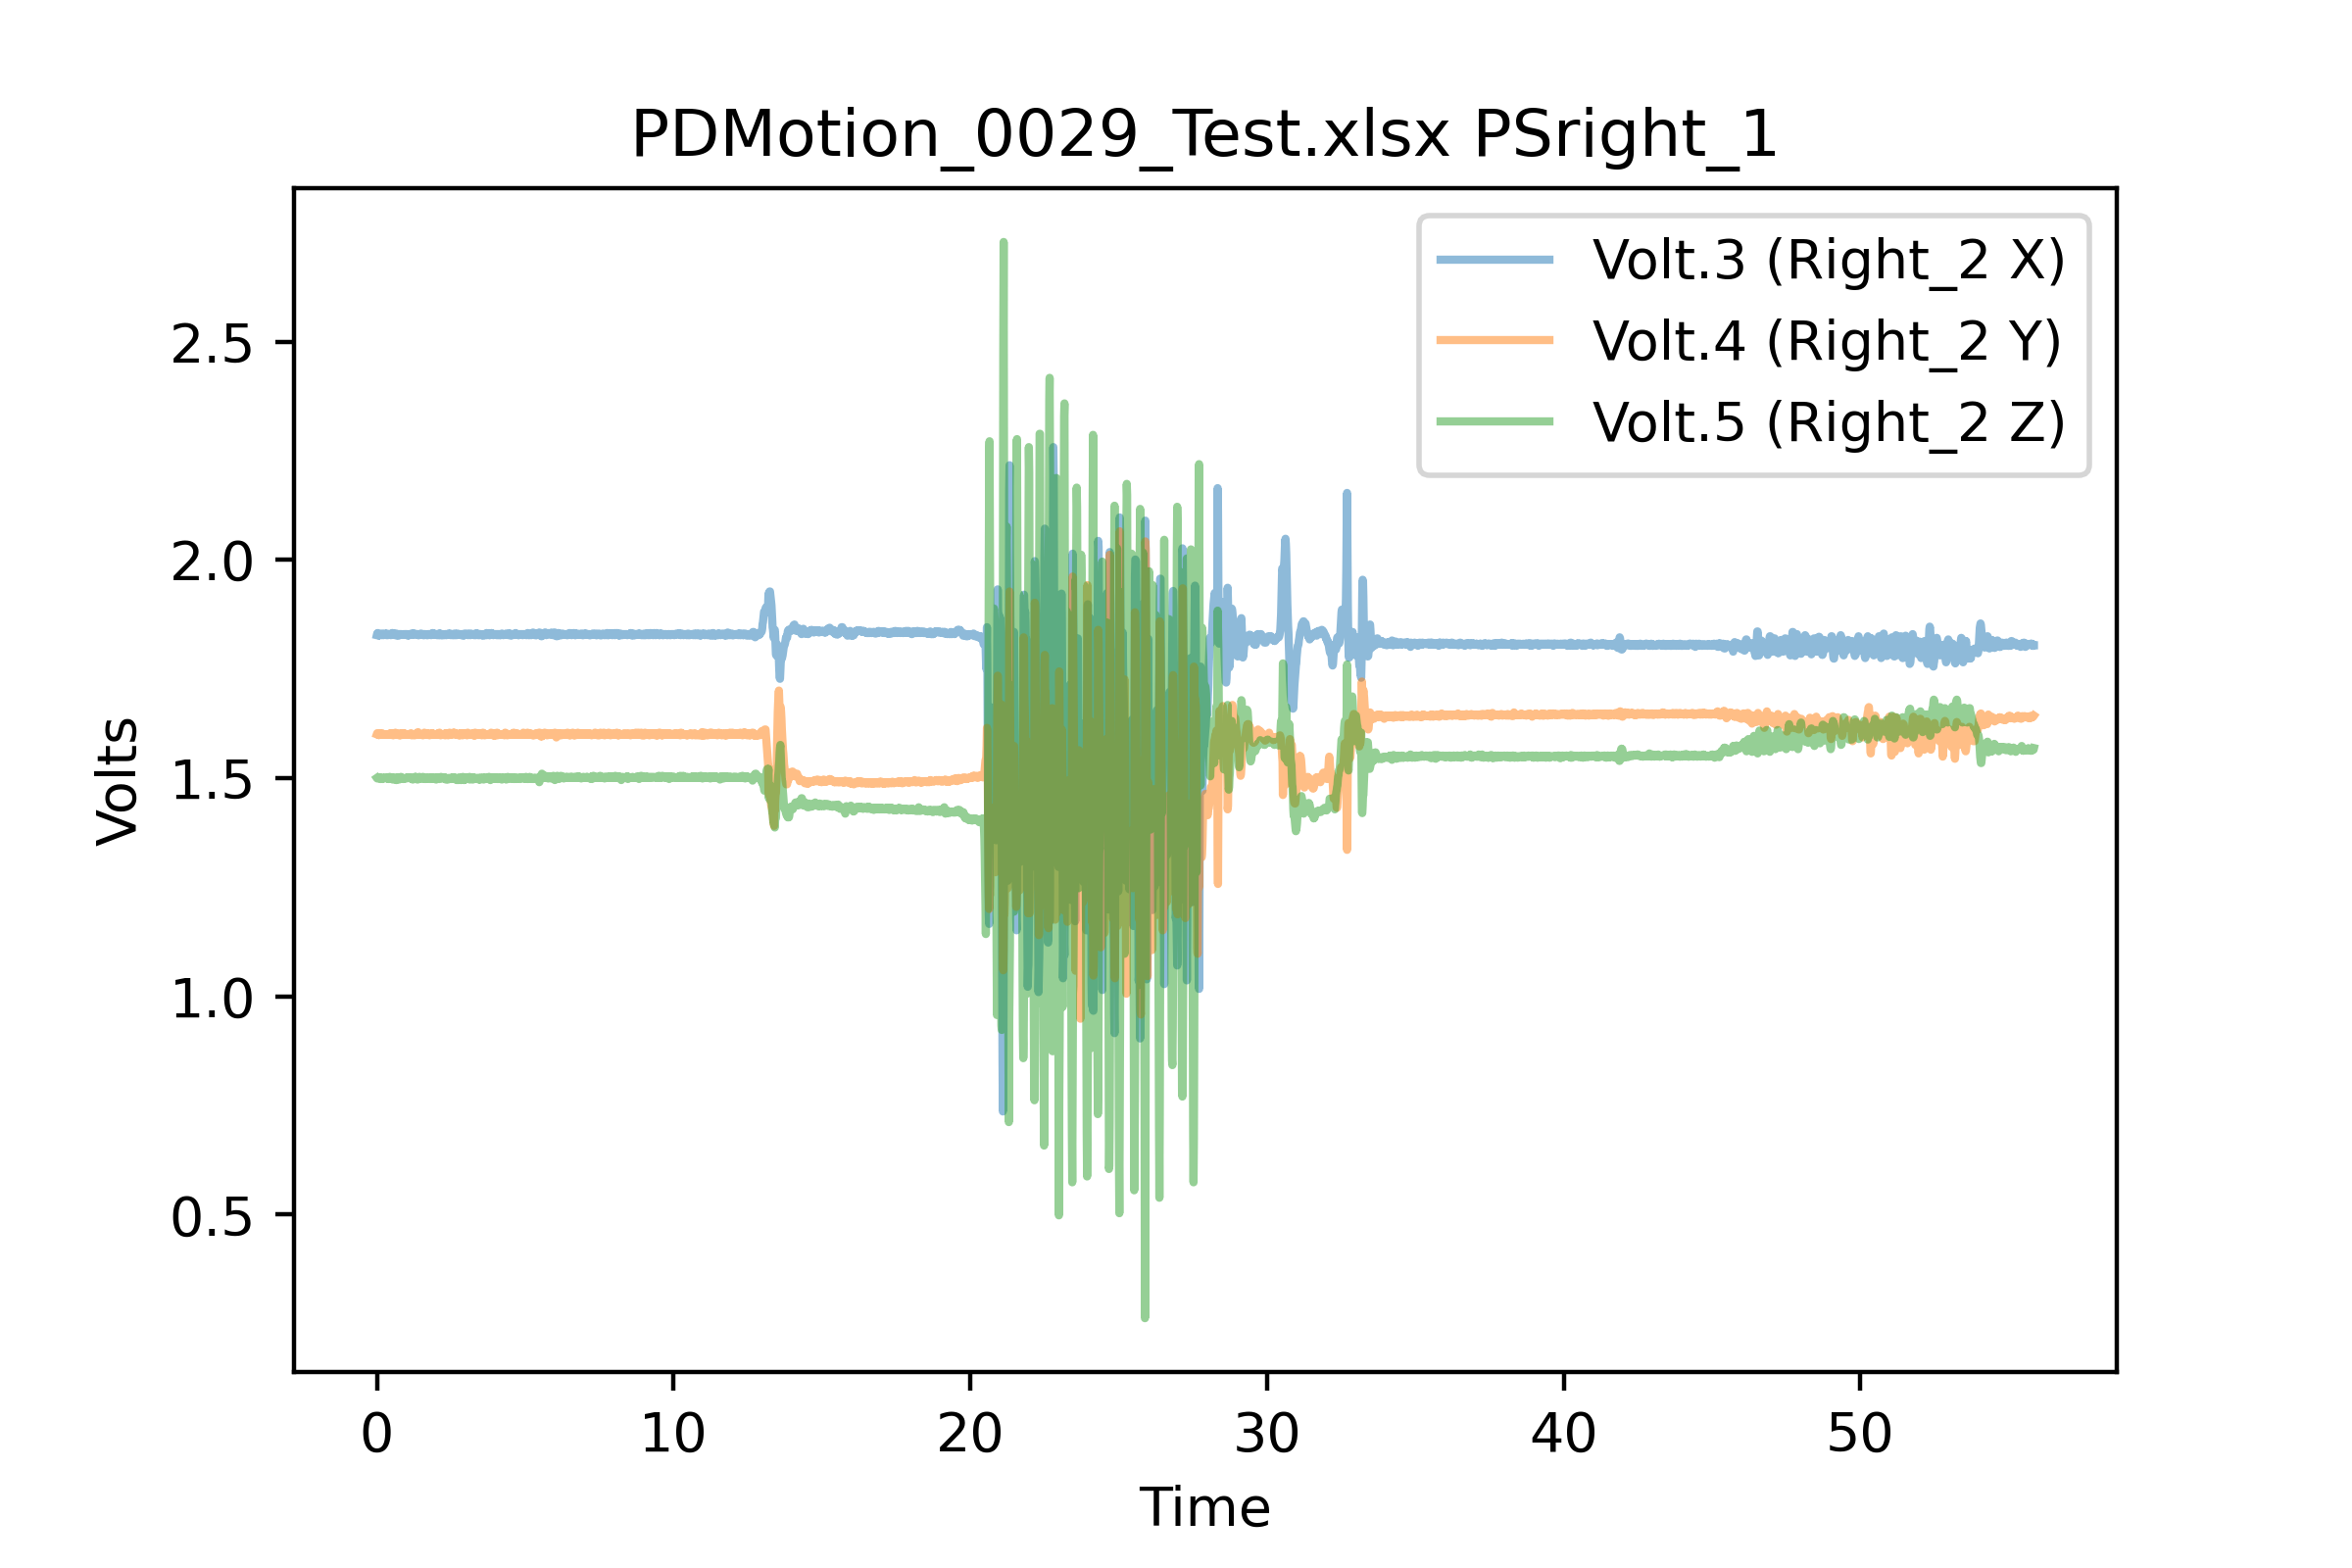 PDMotion_0029_Test.xlsx PSright_1
Volt.3 (Right_2 X)
Volt.4 (Right_2 Y)
Volt.5 (Right_2 Z)
2.5
2.0
1.5
1.0
0.5
Volts
0 10 20 30 40 50
Time